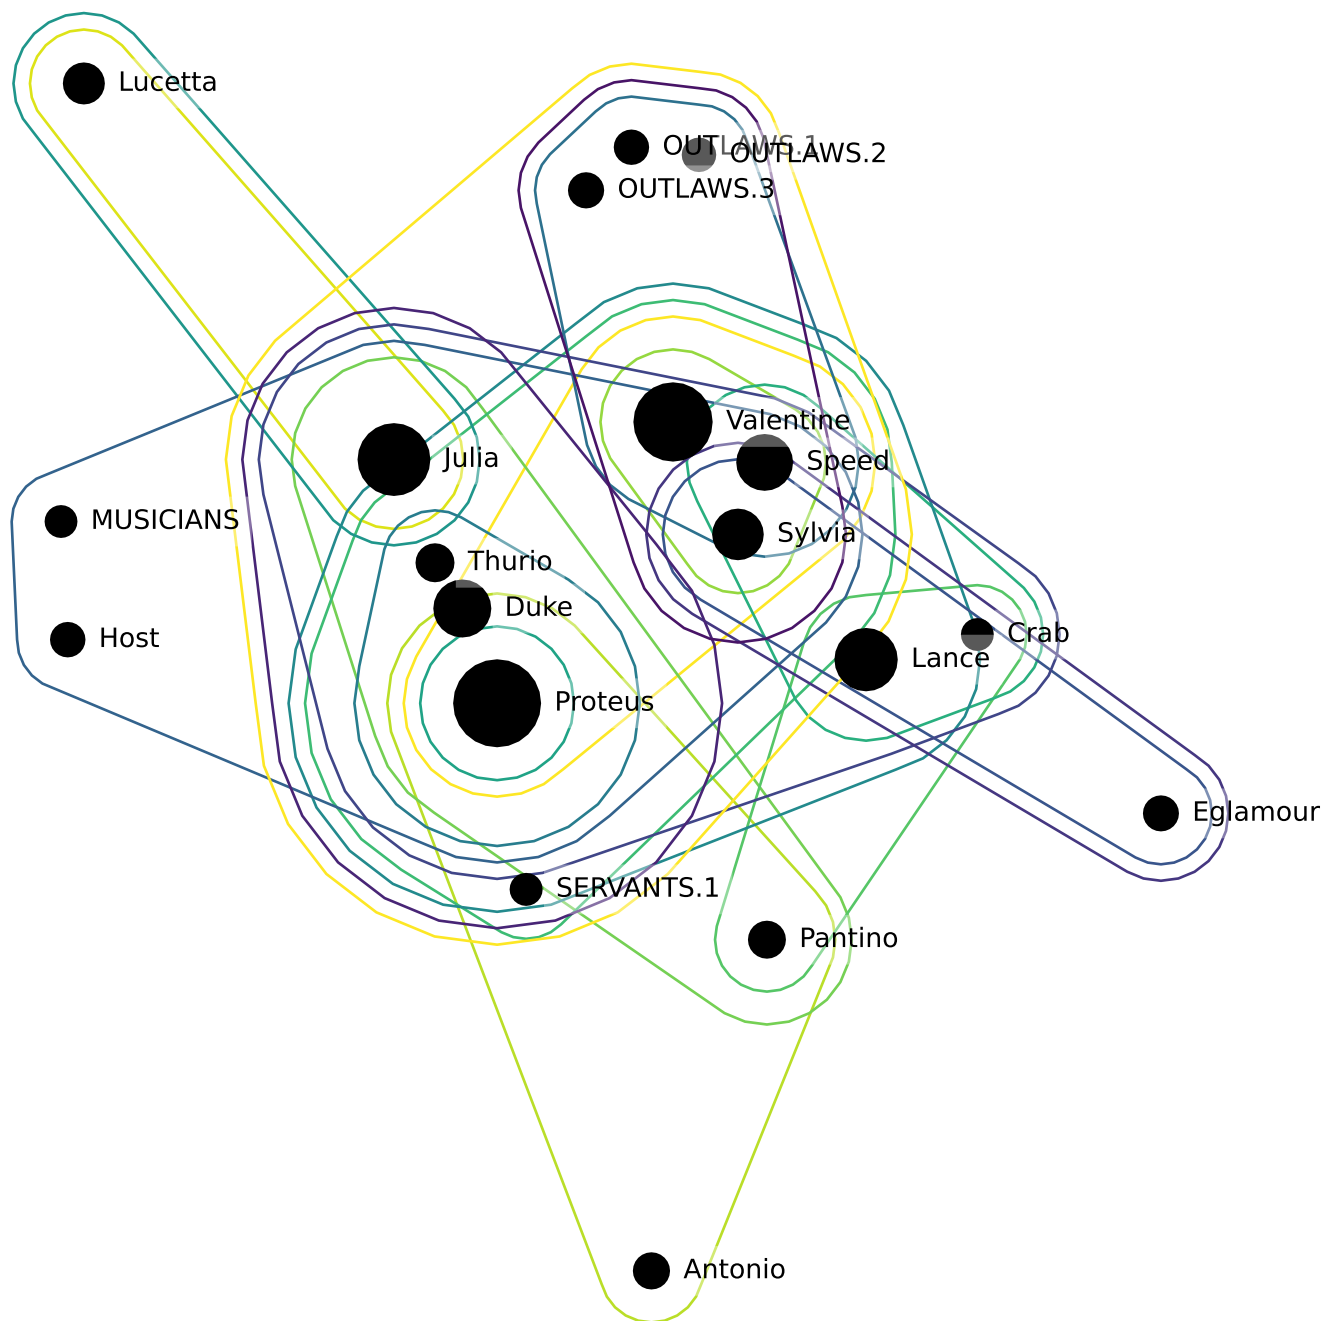 Lucetta
OUTLAWS.1
OUTLAWS.2
OUTLAWS.3
Valentine
Julia
Speed
MUSICIANS
Sylvia
Thurio
Duke
Crab
Host
Lance
Proteus
Eglamour
SERVANTS.1
Pantino
Antonio